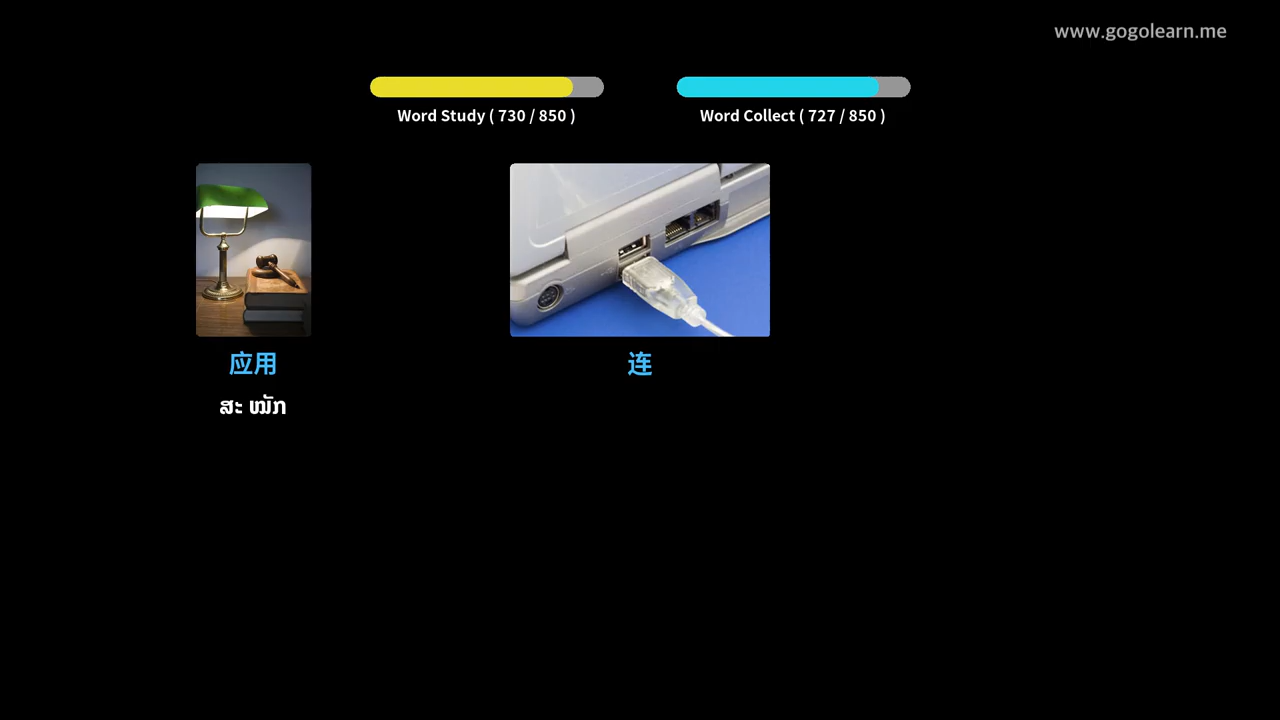 www.gogolearn.me
Word Study ( 730 / 850 )
Word Collect ( 727 / 850 )
应用
连
ສະ ໝັກ